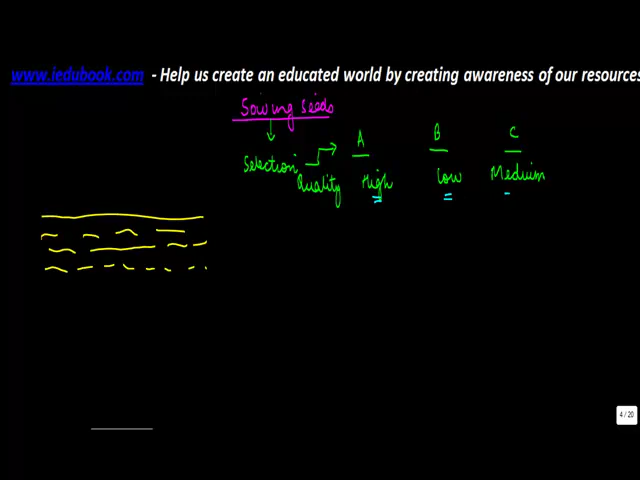 www.iedubook.com - Help us create an educated world by creating awareness of our resources
Sowing seeds
A B C
Selection
Quality High Low Medium
4 / 20